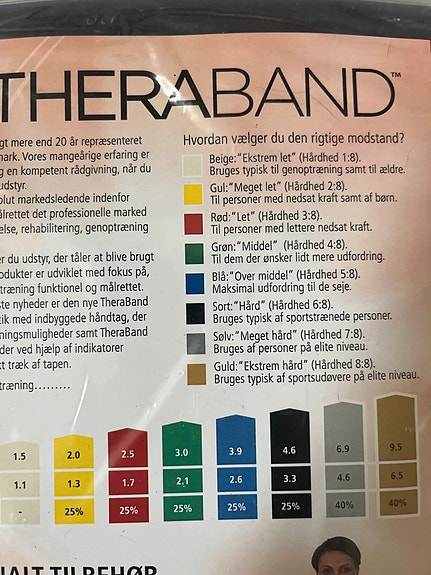 THERABAND™
gt mere end 20 år repræsenteret
mark. Vores mangeårige erfaring er
g en kompetent rådgivning, når du
udstyr.
olut markedsledende indenfor
målrettet det professionelle marked
else, rehabilitering, genoptræning
er du udstyr, der tåler at blive brugt
odukter er udviklet med fokus på,
træning funktionel og målrettet.
ste nyheder er den nye TheraBand
tik med indbyggede håndtag, der
ningsmuligheder samt TheraBand
der ved hjælp af indikatorer
kt træk af tapen.
træning.........
Hvordan vælger du den rigtige modstand?
Beige:"Ekstrem let" (Hårdhed 1:8).
Bruges typisk til genoptræning samt til ældre.
Gul:"Meget let" (Hårdhed 2:8).
Til personer med nedsat kraft samt af børn.
Rød:"Let" (Hårdhed 3:8).
Til personer med lettere nedsat kraft.
Grøn:"Middel" (Hårdhed 4:8).
Til dem der ønsker lidt mere udfordring.
Blå:"Over middel" (Hårdhed 5:8).
Maksimal udfordring til de seje.
Sort:"Hård" (Hårdhed 6:8).
Bruges typisk af sportstrænede personer.
Sølv:"Meget hård" (Hårdhed 7:8).
Bruges af personer på elite niveau.
Guld:"Ekstrem hård" (Hårdhed 8:8).
Bruges typisk af sportsudøvere på elite niveau.
1.5 2.0 2.5 3.0 3.9 4.6 6.9 9.5
1.1 1.3 1.7 2.1 2.6 3.3 4.6 6.5
- 25% 25% 25% 25% 25% 40% 40%
ALT TILBEHØR